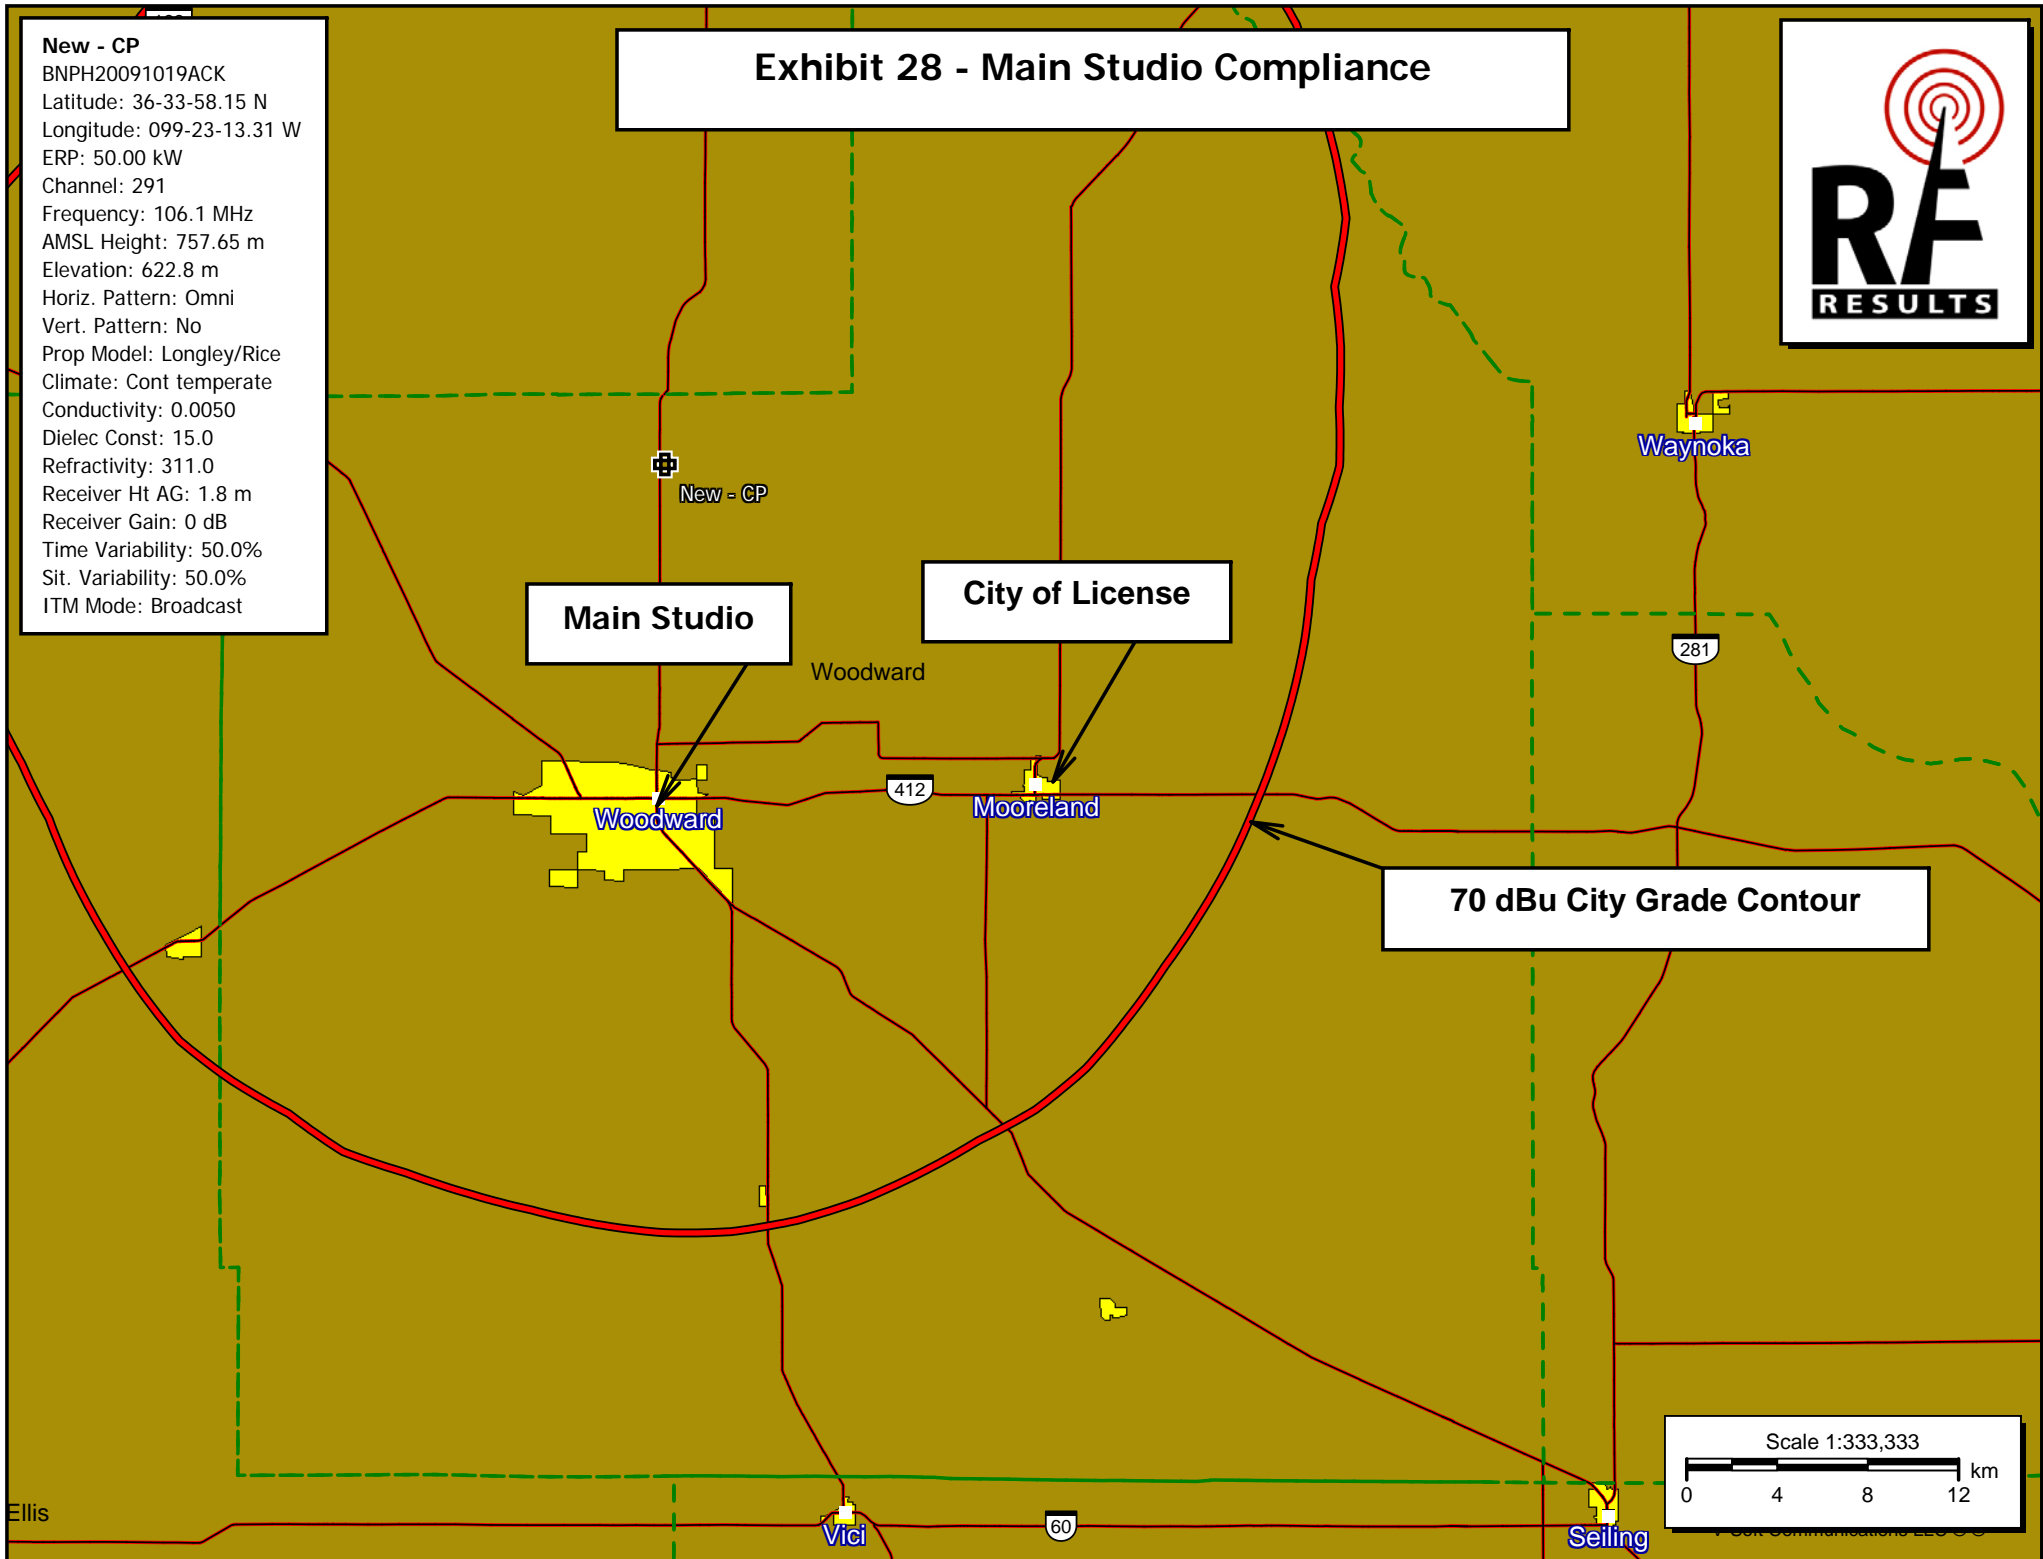 New - CP
BNPH20091019ACK
Latitude: 36-33-58.15 N
Longitude: 099-23-13.31 W
ERP: 50.00 kW
Channel: 291
Frequency: 106.1 MHz
AMSL Height: 757.65 m
Elevation: 622.8 m
Horiz. Pattern: Omni
Vert. Pattern: No
Prop Model: Longley/Rice
Climate: Cont temperate
Conductivity: 0.0050
Dielec Const: 15.0
Refractivity: 311.0
Receiver Ht AG: 1.8 m
Receiver Gain: 0 dB
Time Variability: 50.0%
Sit. Variability: 50.0%
ITM Mode: Broadcast
Exhibit 28 - Main Studio Compliance
RF
RESULTS
Waynoka
New - CP
Main Studio
City of License
281
Woodward
412
Woodward
Mooreland
70 dBu City Grade Contour
Scale 1:333,333
km
0 4 8 12
Ellis
Vici
60
Seiling